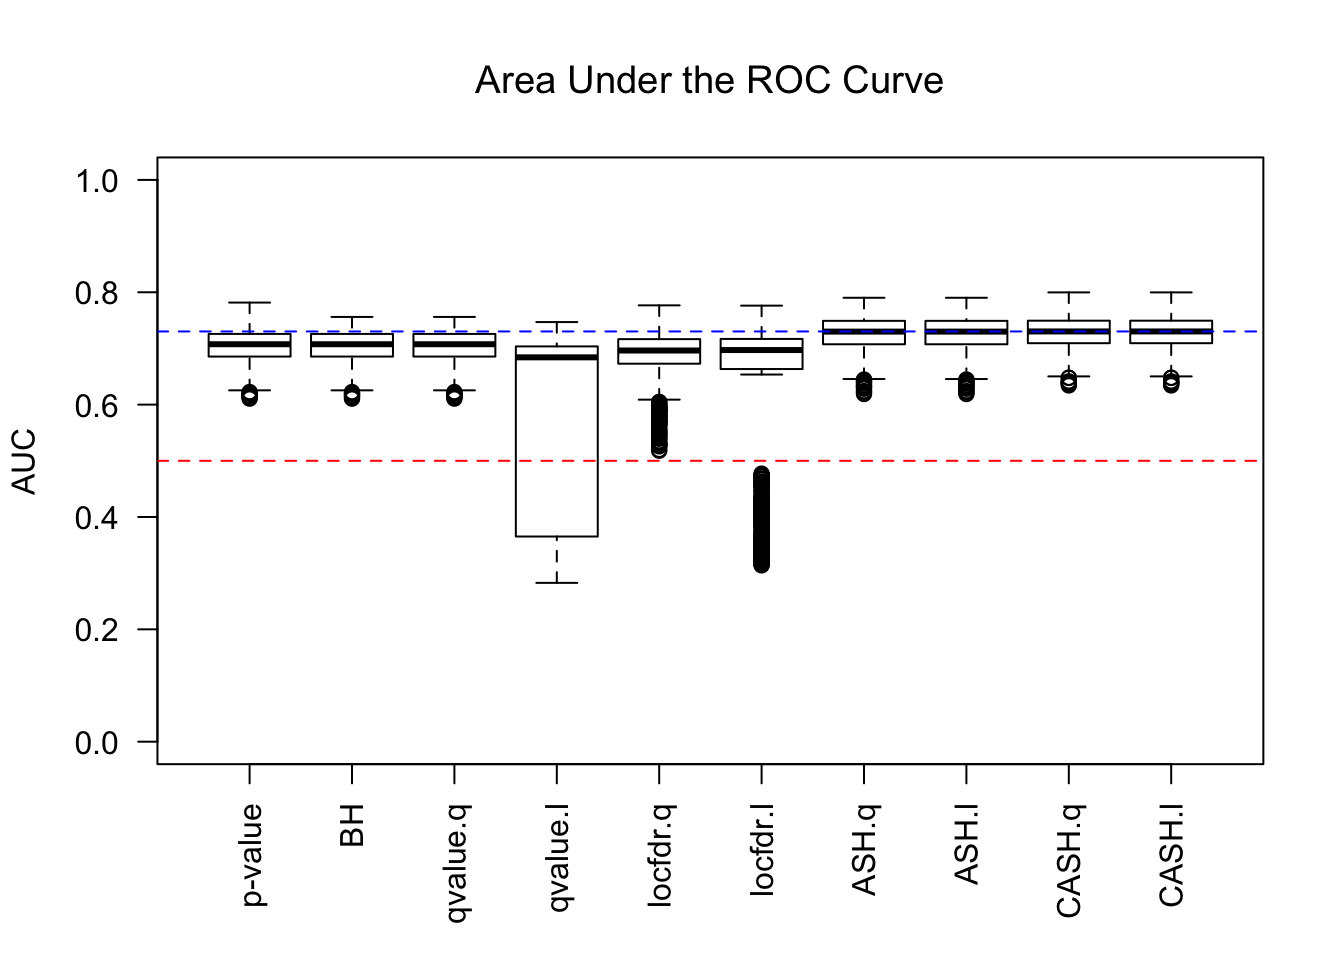 Area Under the ROC Curve
AUC
1.0
0.8
0.6
0.4
0.2
0.0
p-value
BH
qvalue.q
qvalue.l
locfdr.q
locfdr.l
ASH.q
ASH.l
CASH.q
CASH.l